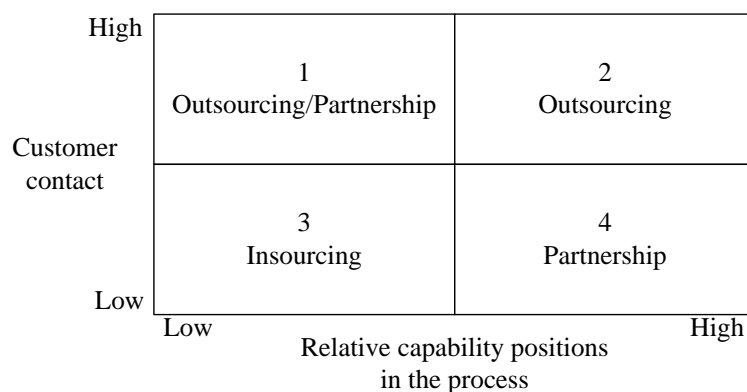 High
1
Outsourcing/Partnership
2
Outsourcing
Customer
contact
3
Insourcing
4
Partnership
Low
Low
High
Relative capability positions
in the process